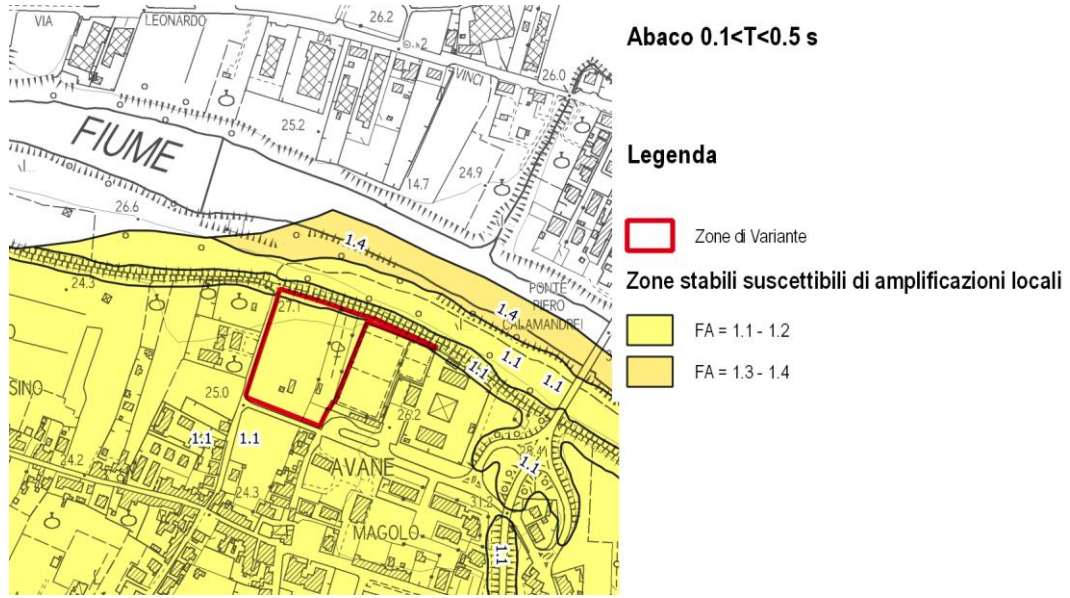 VIA
LEONARDO
26.2
DA
VINCI
26.0
FIUME
25.2
24.9
14.7
26.6
1.4
24.3
27.1
1.4
PONTE
PIERO
CALAMANDREI
1.1
1.1
1.1
SINO
25.0
26.2
1.1
1.1
AVANE
1.1
24.2
24.3
31.2
MAGOLO
1.1
Abaco 0.1<T<0.5 s
Legenda
Zone di Variante
Zone stabili suscettibili di amplificazioni locali
FA = 1.1 - 1.2
FA = 1.3 - 1.4